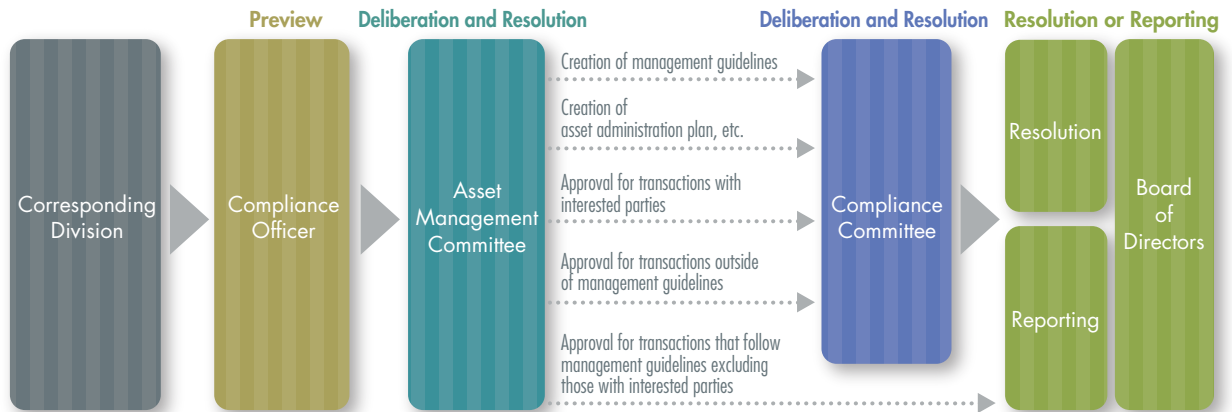 Preview
Deliberation and Resolution
Deliberation and Resolution
Resolution or Reporting
Corresponding
Division
Compliance
Officer
Asset
Management
Committee
Creation of management guidelines
Creation of
asset administration plan, etc.
Approval for transactions with
interested parties
Approval for transactions outside
of management guidelines
Approval for transactions that follow
management guidelines excluding
those with interested parties
Compliance
Committee
Resolution
Reporting
Board
of
Directors